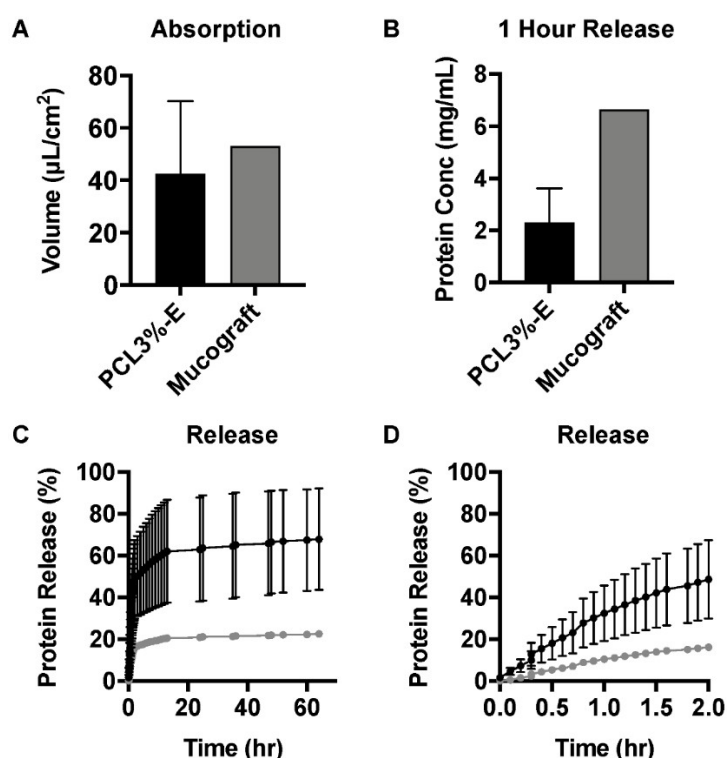 A Absorption
Volume (µL/cm²)
80
60
40
20
0
PCL3%-E
Mucograft
B 1 Hour Release
Protein Conc (mg/mL)
8
6
4
2
0
PCL3%-E
Mucograft
C Release
Protein Release (%)
100
80
60
40
20
0
0 20 40 60
Time (hr)
D Release
Protein Release (%)
100
80
60
40
20
0
0.0 0.5 1.0 1.5 2.0
Time (hr)